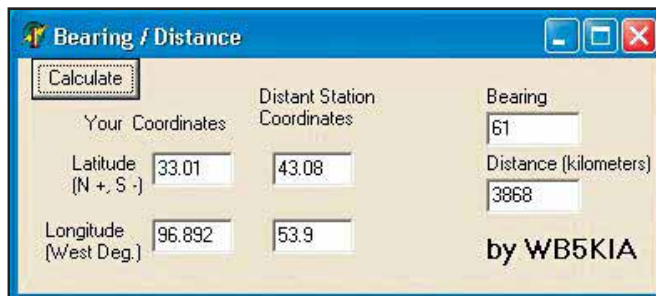 Bearing / Distance
Calculate
Your Coordinates
Distant Station
Coordinates
Bearing
61
Latitude
(N +, S -)
33.01
43.08
Distance (kilometers)
3868
Longitude
(West Deg.)
96.892
53.9
by WB5KIA